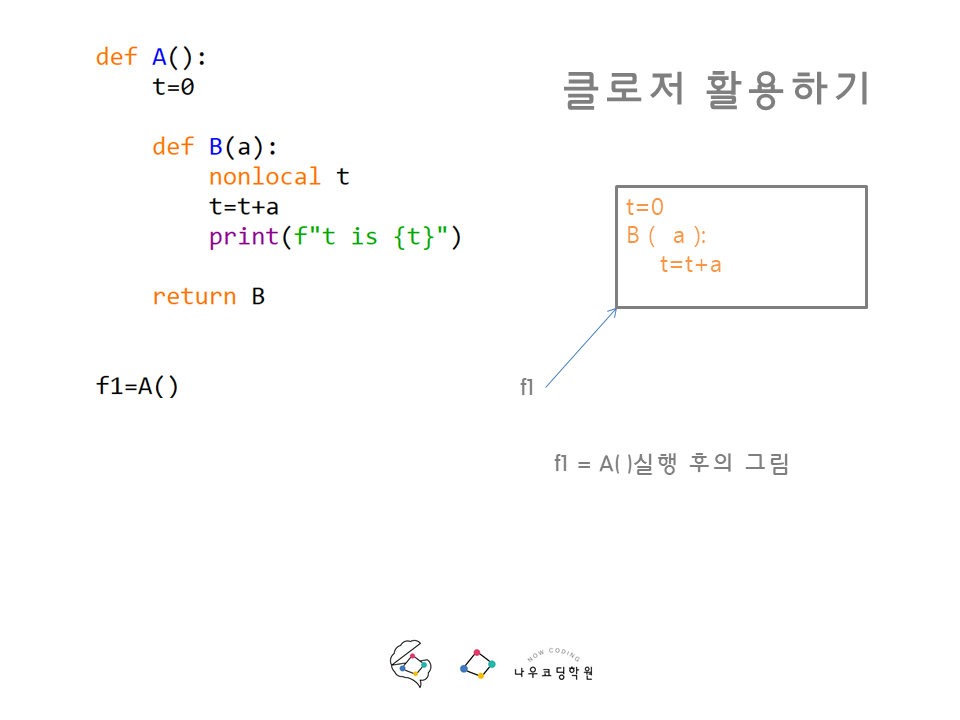 def A():
    t=0
    def B(a):
        nonlocal t
        t=t+a
        print(f"t is {t}")
    return B
f1=A()
클로저 활용하기
t=0
B ( a ):
t=t+a
f1
f1 = A( )실행 후의 그림
NOW CODING
나우코딩학원